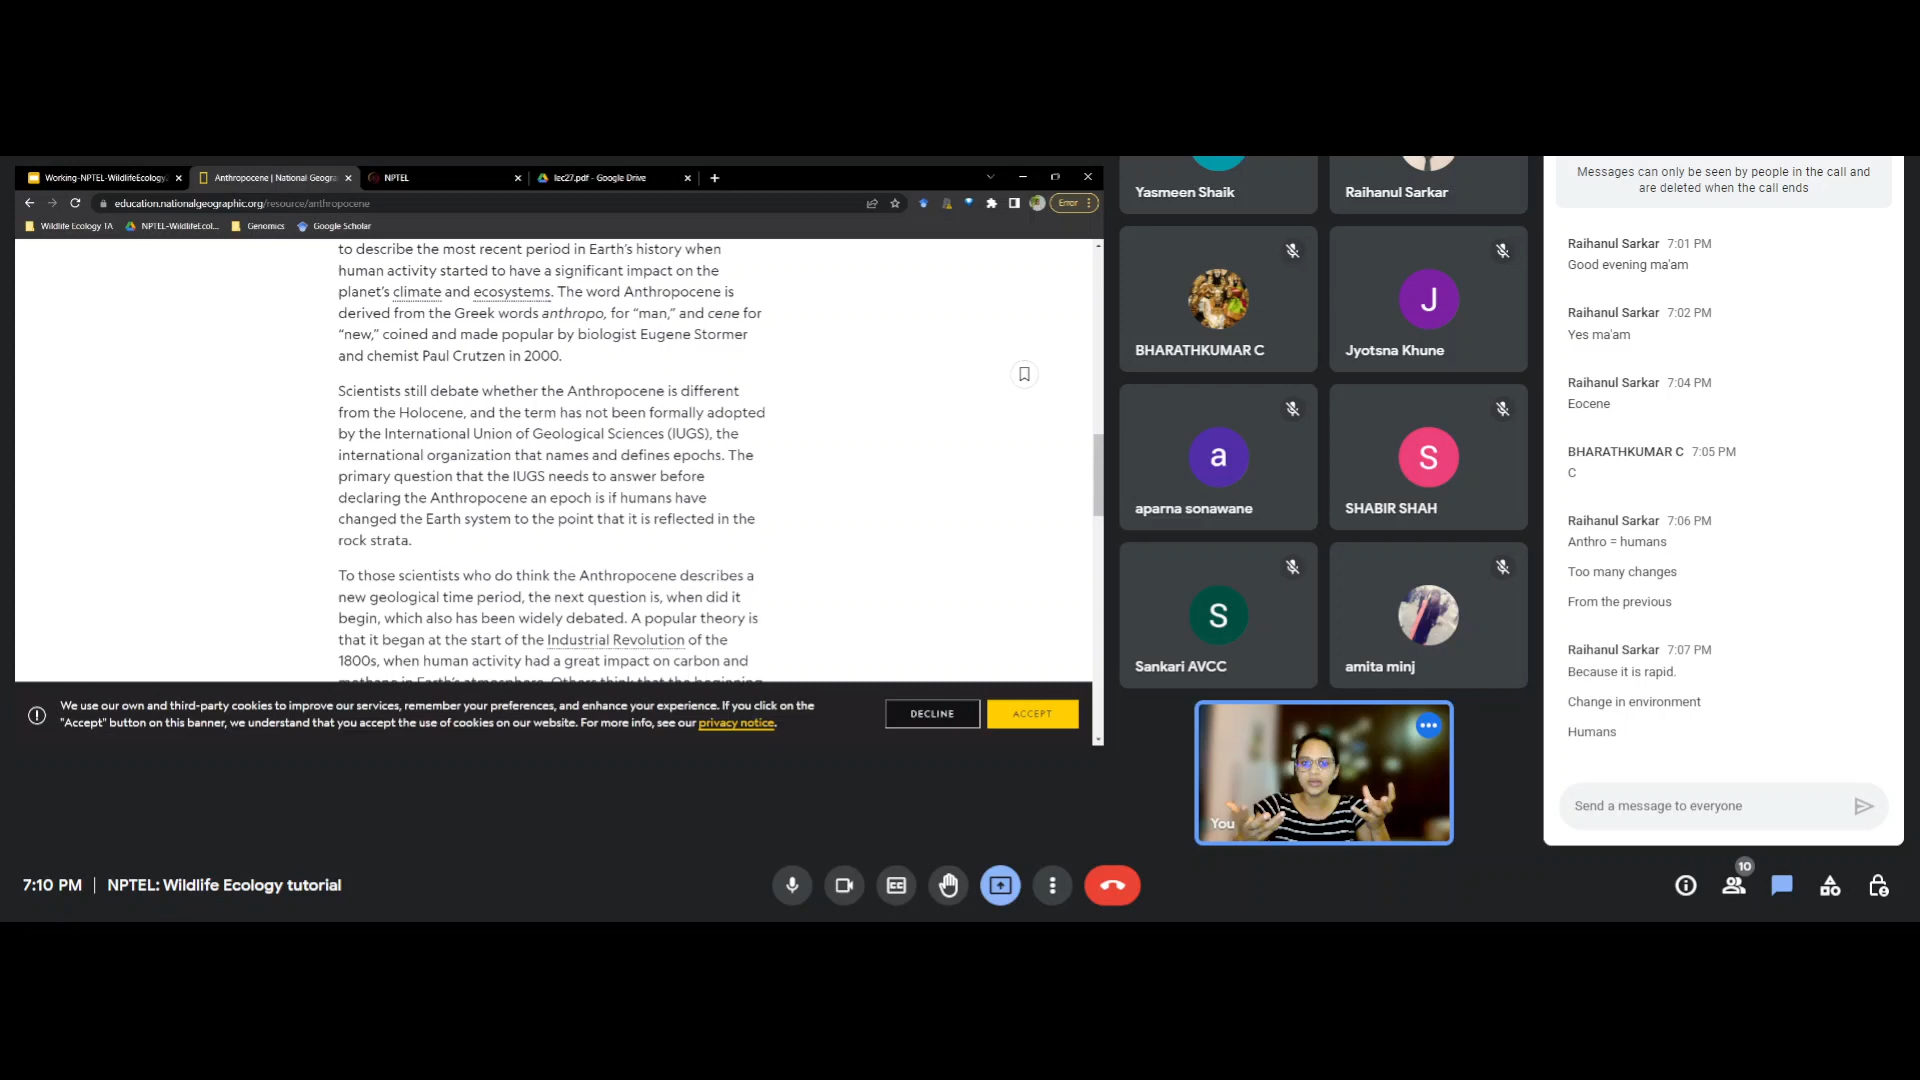 Working-NPTEL-WildlifeEcology
Anthropocene | National Geogra
NPTEL
lec27.pdf - Google Drive
education.nationalgeographic.org/resource/anthropocene
Error
Wildlife Ecology TA
NPTEL-WildlifeEcol...
Genomics
Google Scholar
to describe the most recent period in Earth's history when
human activity started to have a significant impact on the
planet's climate and ecosystems. The word Anthropocene is
derived from the Greek words anthropo, for “man,” and cene for
“new,” coined and made popular by biologist Eugene Stormer
and chemist Paul Crutzen in 2000.
Scientists still debate whether the Anthropocene is different
from the Holocene, and the term has not been formally adopted
by the International Union of Geological Sciences (IUGS), the
international organization that names and defines epochs. The
primary question that the IUGS needs to answer before
declaring the Anthropocene an epoch is if humans have
changed the Earth system to the point that it is reflected in the
rock strata.
To those scientists who do think the Anthropocene describes a
new geological time period, the next question is, when did it
begin, which also has been widely debated. A popular theory is
that it began at the start of the Industrial Revolution of the
1800s, when human activity had a great impact on carbon and
methane in Earth's atmosphere. Others think that the beginning
We use our own and third-party cookies to improve our services, remember your preferences, and enhance your experience. If you click on the
"Accept" button on this banner, we understand that you accept the use of cookies on our website. For more info, see our privacy notice.
DECLINE
ACCEPT
Yasmeen Shaik
Raihanul Sarkar
BHARATHKUMAR C
J
Jyotsna Khune
a
aparna sonawane
S
SHABIR SHAH
S
Sankari AVCC
amita minj
You
Messages can only be seen by people in the call and
are deleted when the call ends
Raihanul Sarkar 7:01 PM
Good evening ma'am
Raihanul Sarkar 7:02 PM
Yes ma'am
Raihanul Sarkar 7:04 PM
Eocene
BHARATHKUMAR C 7:05 PM
C
Raihanul Sarkar 7:06 PM
Anthro = humans
Too many changes
From the previous
Raihanul Sarkar 7:07 PM
Because it is rapid.
Change in environment
Humans
Send a message to everyone
7:10 PM | NPTEL: Wildlife Ecology tutorial
10